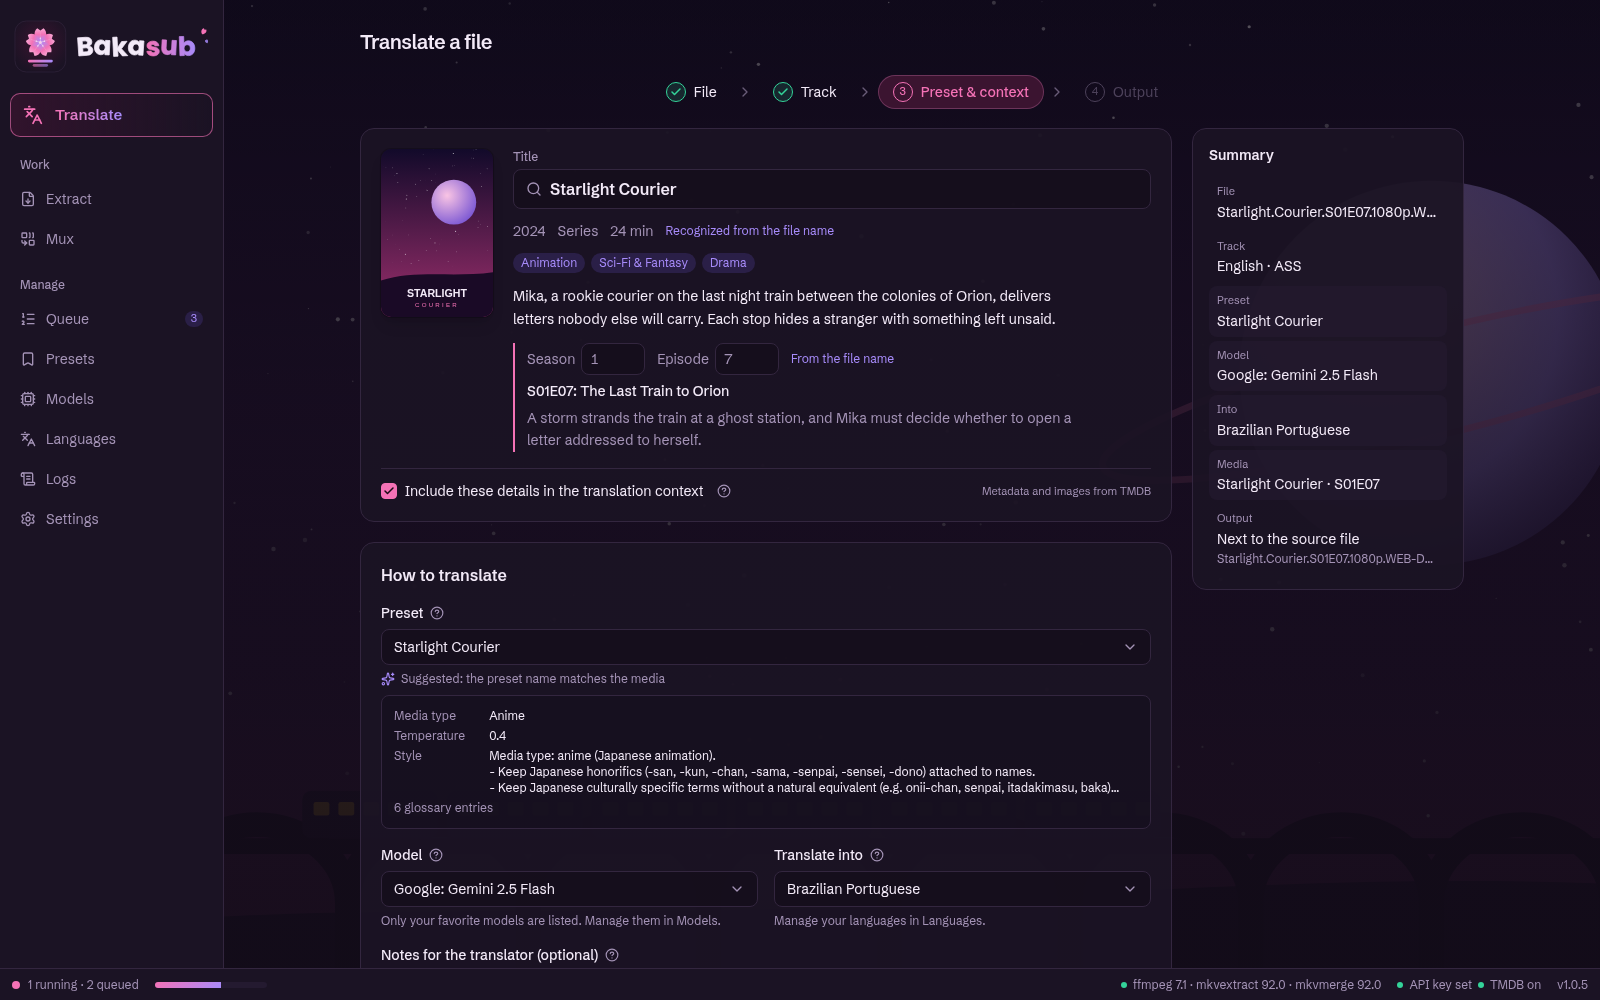 Bakasub
Translate
Work
Extract
Mux
Manage
Queue 3
Presets
Models
Languages
Logs
Settings
Translate a file
File
Track
3 Preset & context
4 Output
STARLIGHT
COURIER
Title
Starlight Courier
2024 Series 24 min Recognized from the file name
Animation Sci-Fi & Fantasy Drama
Mika, a rookie courier on the last night train between the colonies of Orion, delivers
letters nobody else will carry. Each stop hides a stranger with something left unsaid.
Season 1 Episode 7 From the file name
S01E07: The Last Train to Orion
A storm strands the train at a ghost station, and Mika must decide whether to open a
letter addressed to herself.
Include these details in the translation context
Metadata and images from TMDB
How to translate
Preset
Starlight Courier
Suggested: the preset name matches the media
Media type Anime
Temperature 0.4
Style Media type: anime (Japanese animation).
- Keep Japanese honorifics (-san, -kun, -chan, -sama, -senpai, -sensei, -dono) attached to names.
- Keep Japanese culturally specific terms without a natural equivalent (e.g. onii-chan, senpai, itadakimasu, baka)...
6 glossary entries
Model
Google: Gemini 2.5 Flash
Only your favorite models are listed. Manage them in Models.
Translate into
Brazilian Portuguese
Manage your languages in Languages.
Notes for the translator (optional)
Summary
File
Starlight.Courier.S01E07.1080p.W...
Track
English · ASS
Preset
Starlight Courier
Model
Google: Gemini 2.5 Flash
Into
Brazilian Portuguese
Media
Starlight Courier · S01E07
Output
Next to the source file
Starlight.Courier.S01E07.1080p.WEB-D...
1 running · 2 queued
ffmpeg 7.1 · mkvextract 92.0 · mkvmerge 92.0
API key set
TMDB on
v1.0.5